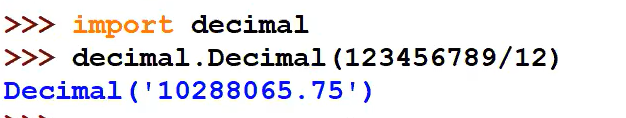 >>> import decimal
>>> decimal.Decimal(123456789/12)
Decimal('10288065.75')
>>>